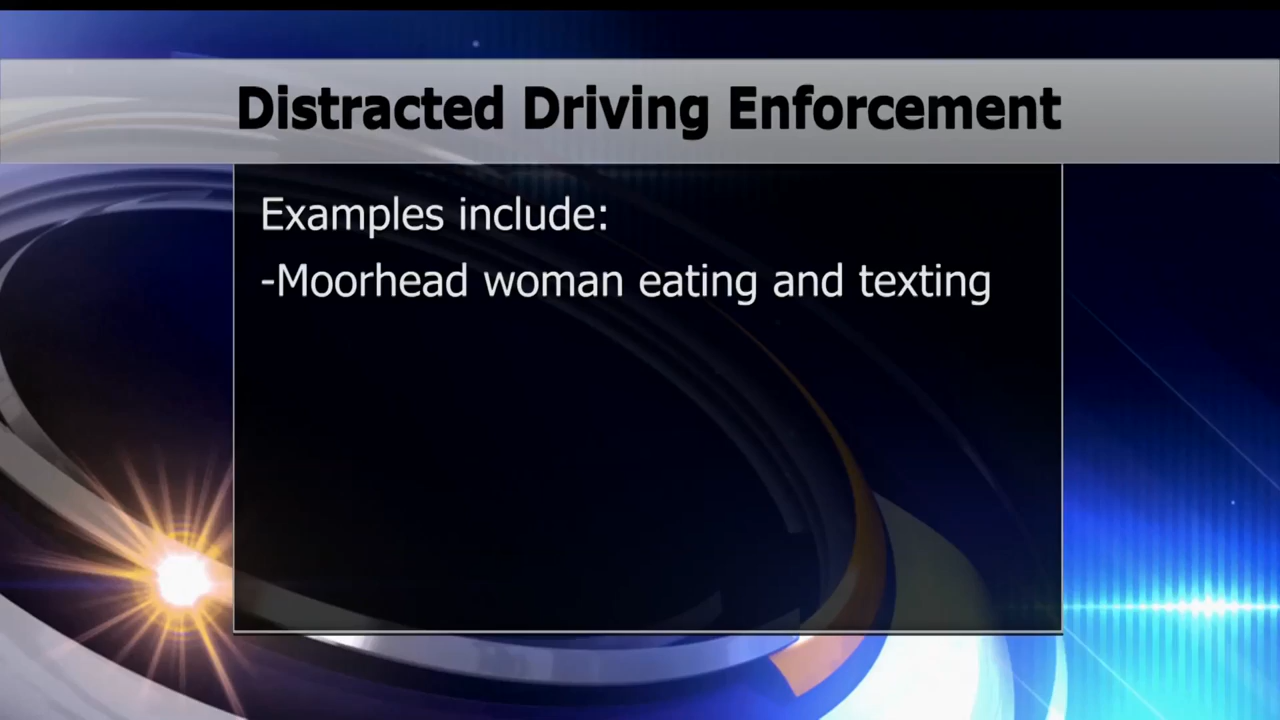 Distracted Driving Enforcement
Examples include:
-Moorhead woman eating and texting